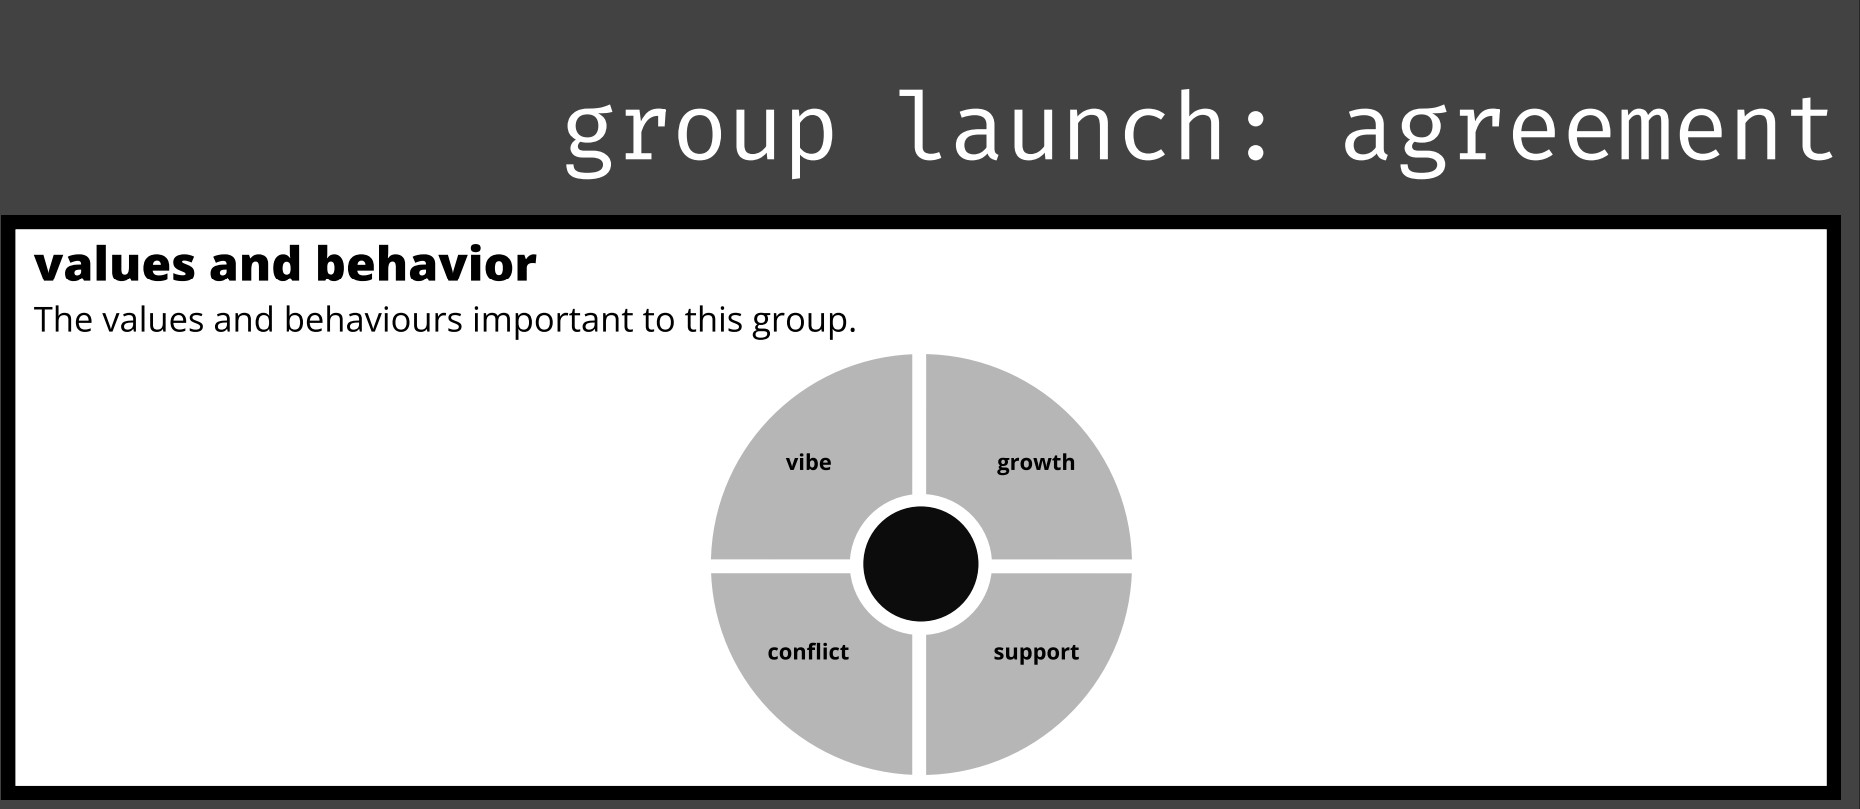 group launch: agreement
values and behavior
The values and behaviours important to this group.
vibe
growth
conflict
support